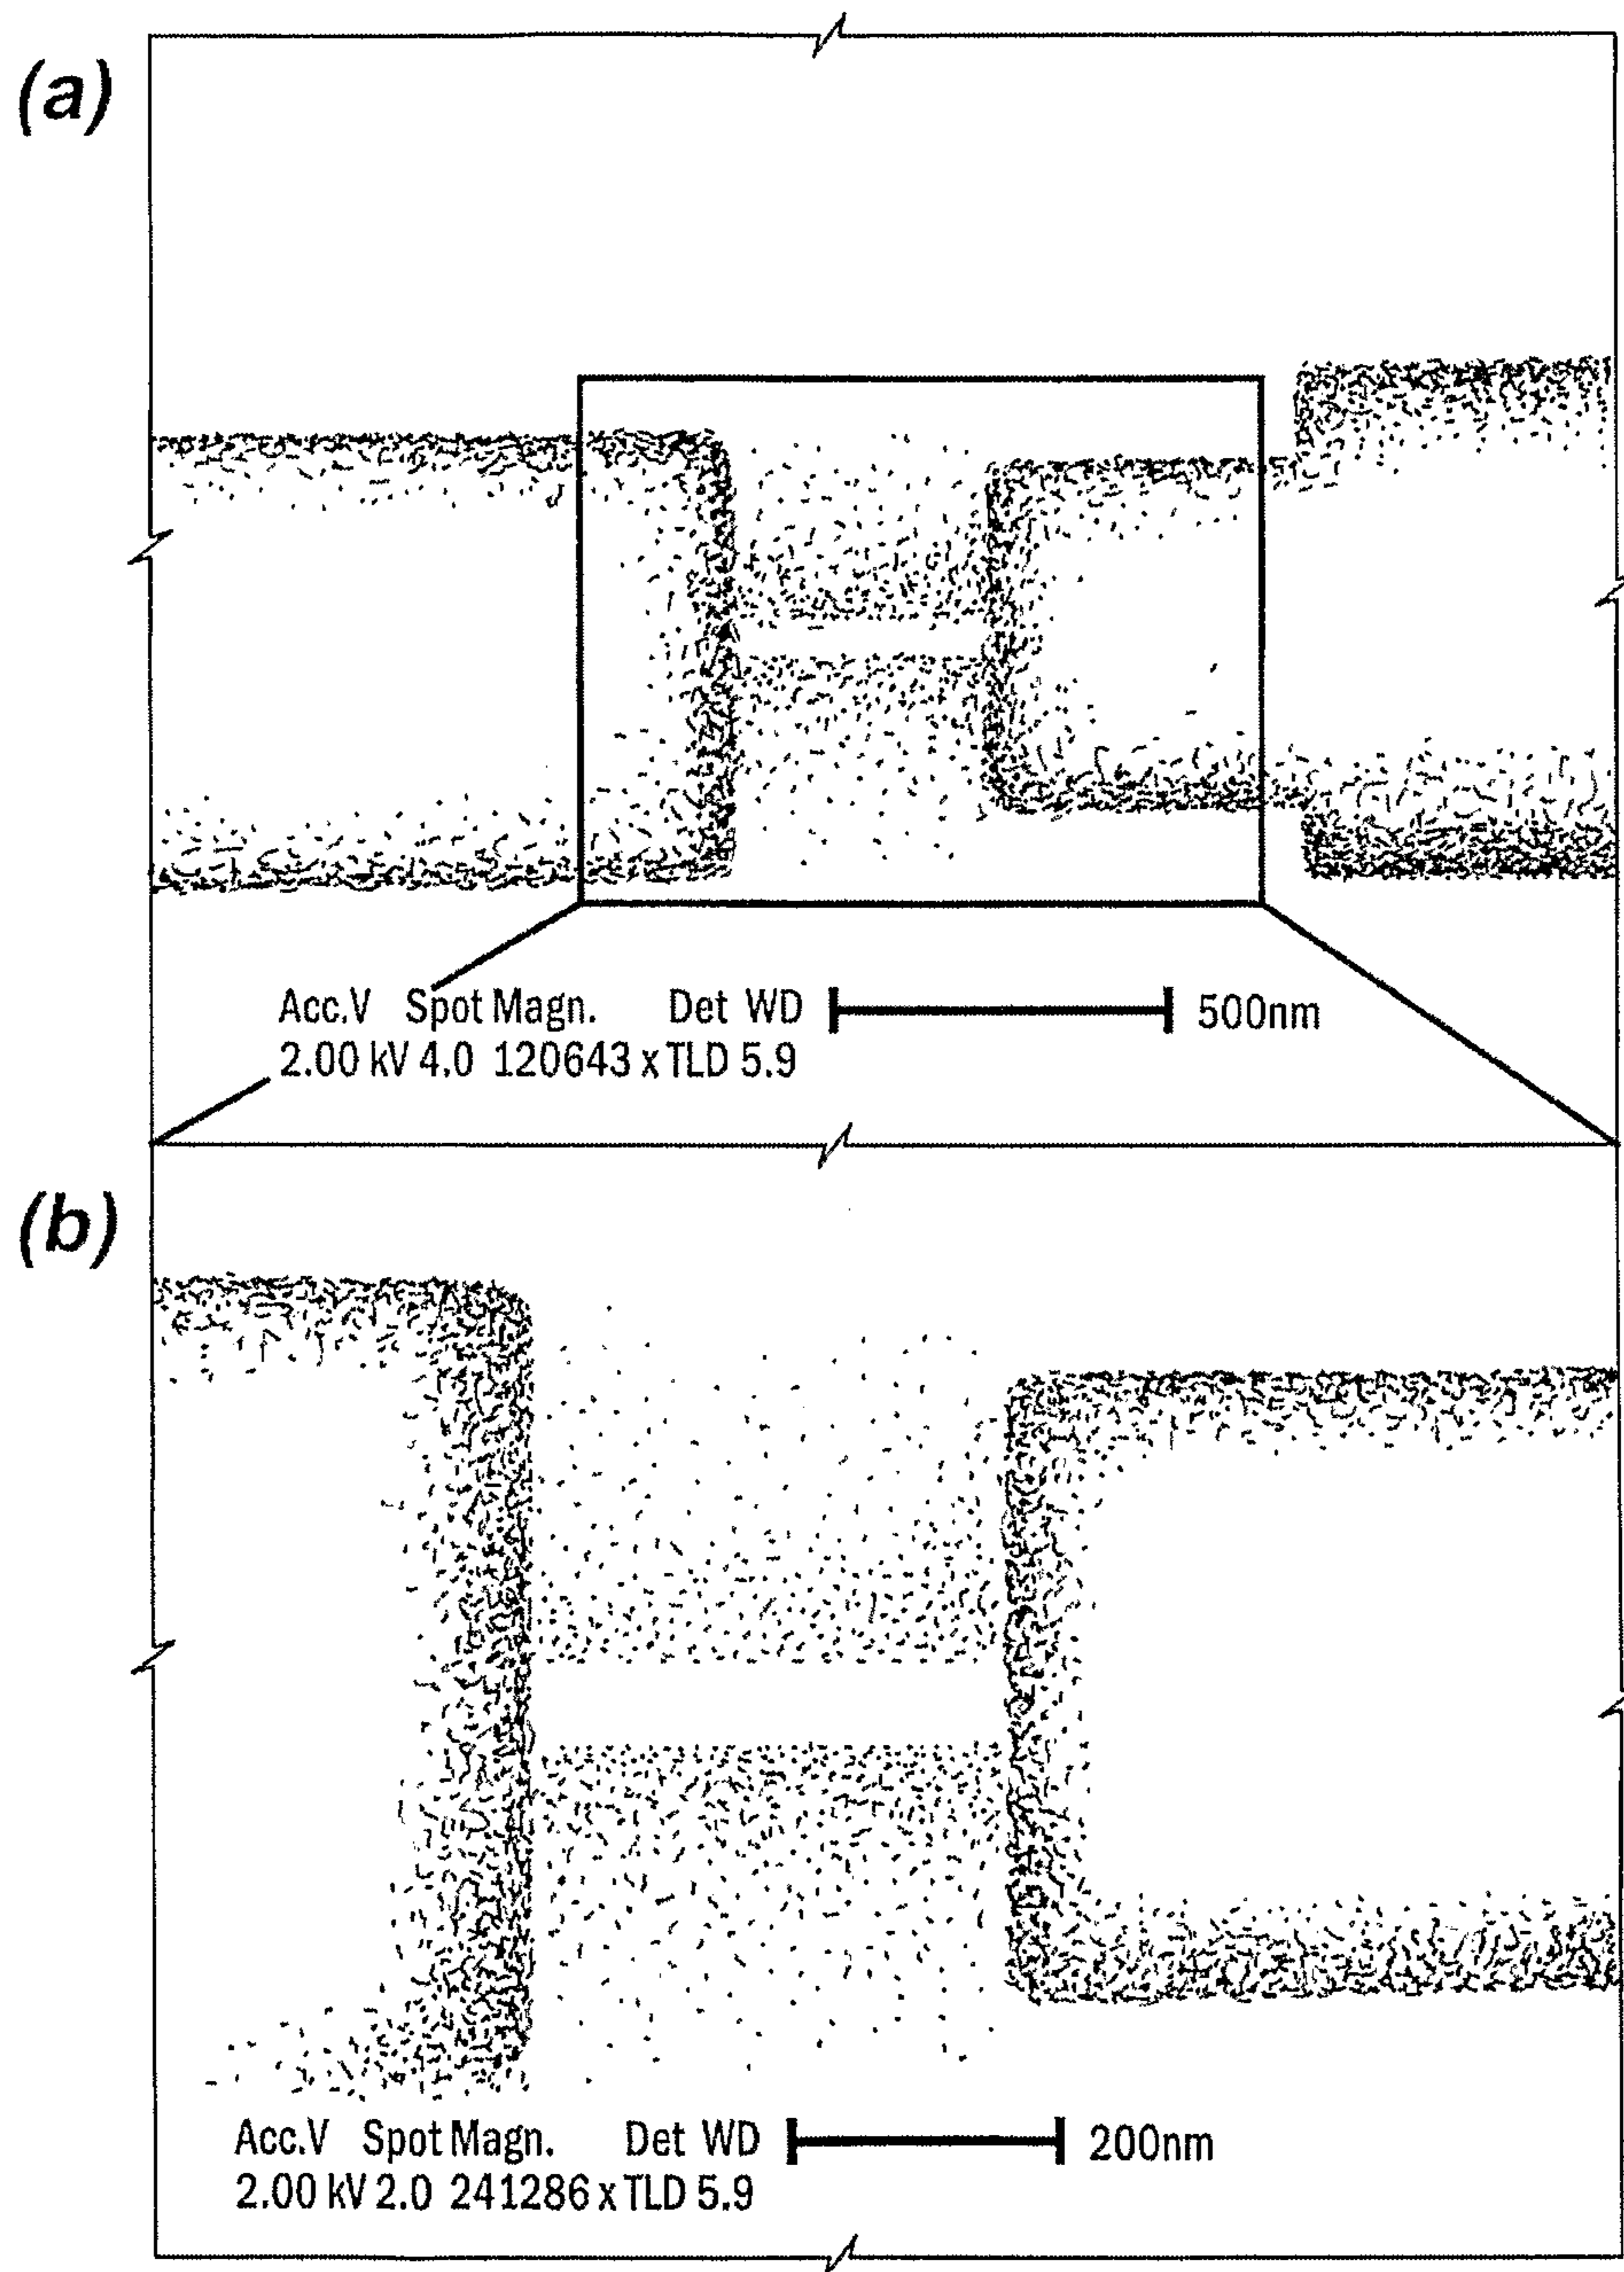 (a)
Acc.V Spot Magn. Det WD 500nm
2.00 kV 4.0 120643 x TLD 5.9
(b)
Acc.V Spot Magn. Det WD 200nm
2.00 kV 2.0 241286 x TLD 5.9